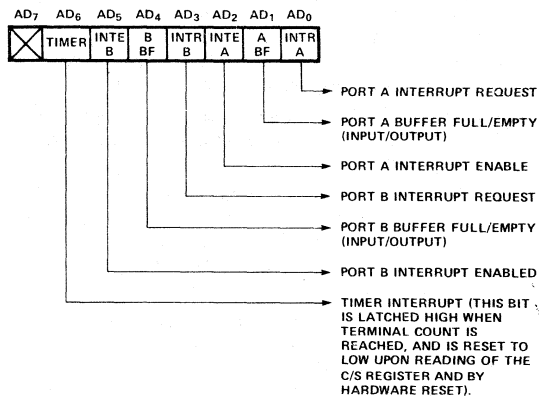 AD7 AD6 AD5 AD4 AD3 AD2 AD1 AD0
TIMER INTE B B BF INTR B INTE A A BF INTR A
PORT A INTERRUPT REQUEST
PORT A BUFFER FULL/EMPTY
(INPUT/OUTPUT)
PORT A INTERRUPT ENABLE
PORT B INTERRUPT REQUEST
PORT B BUFFER FULL/EMPTY
(INPUT/OUTPUT)
PORT B INTERRUPT ENABLED
TIMER INTERRUPT (THIS BIT
IS LATCHED HIGH WHEN
TERMINAL COUNT IS
REACHED, AND IS RESET TO
LOW UPON READING OF THE
C/S REGISTER AND BY
HARDWARE RESET).